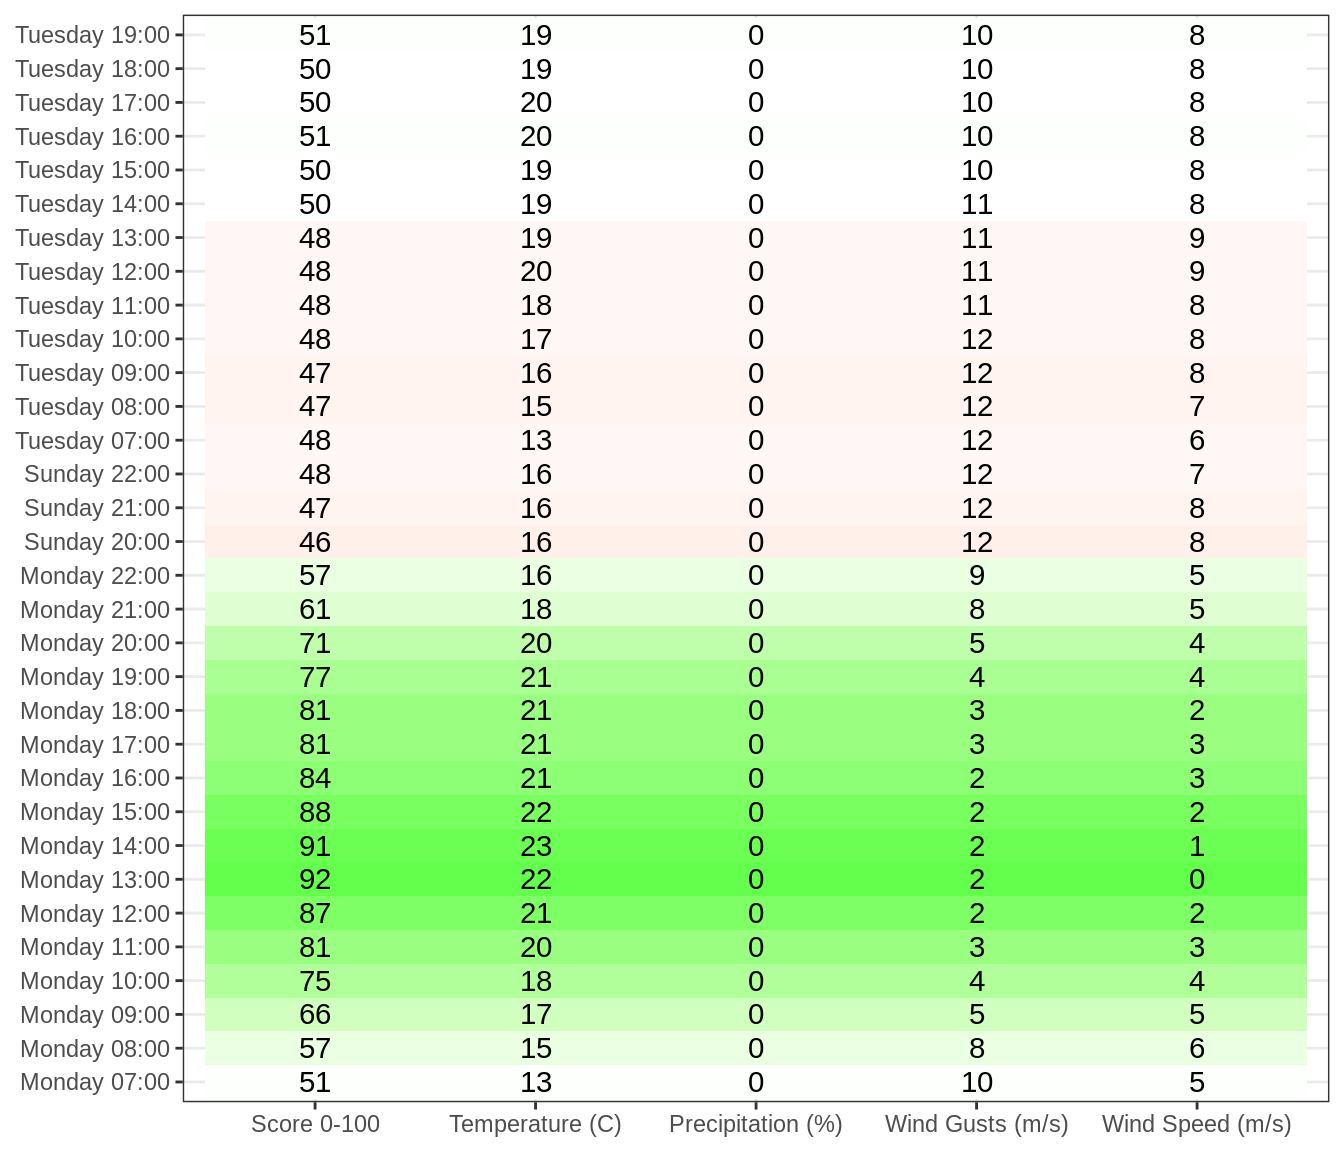 Tuesday 19:00 51 19 0 10 8
Tuesday 18:00 50 19 0 10 8
Tuesday 17:00 50 20 0 10 8
Tuesday 16:00 51 20 0 10 8
Tuesday 15:00 50 19 0 10 8
Tuesday 14:00 50 19 0 11 8
Tuesday 13:00 48 19 0 11 9
Tuesday 12:00 48 20 0 11 9
Tuesday 11:00 48 18 0 11 8
Tuesday 10:00 48 17 0 12 8
Tuesday 09:00 47 16 0 12 8
Tuesday 08:00 47 15 0 12 7
Tuesday 07:00 48 13 0 12 6
Sunday 22:00 48 16 0 12 7
Sunday 21:00 47 16 0 12 8
Sunday 20:00 46 16 0 12 8
Monday 22:00 57 16 0 9 5
Monday 21:00 61 18 0 8 5
Monday 20:00 71 20 0 5 4
Monday 19:00 77 21 0 4 4
Monday 18:00 81 21 0 3 2
Monday 17:00 81 21 0 3 3
Monday 16:00 84 21 0 2 3
Monday 15:00 88 22 0 2 2
Monday 14:00 91 23 0 2 1
Monday 13:00 92 22 0 2 0
Monday 12:00 87 21 0 2 2
Monday 11:00 81 20 0 3 3
Monday 10:00 75 18 0 4 4
Monday 09:00 66 17 0 5 5
Monday 08:00 57 15 0 8 6
Monday 07:00 51 13 0 10 5
Score 0-100 Temperature (C) Precipitation (%) Wind Gusts (m/s) Wind Speed (m/s)